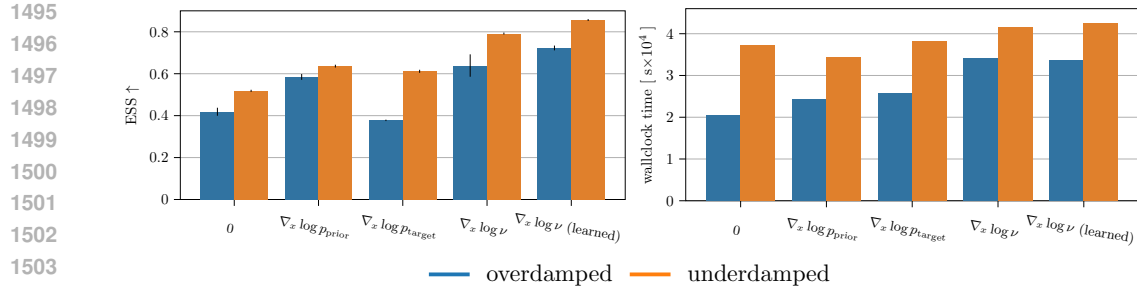 1495
1496
1497
1498
1499
1500
1501
1502
1503
ESS ↑
0.8
0.6
0.4
0.2
0
0
∇x log pprior
∇x log ptarget
∇x log ν
∇x log ν (learned)
wallclock time [ s×10⁴ ]
4
3
2
1
0
0
∇x log pprior
∇x log ptarget
∇x log ν
∇x log ν (learned)
overdamped
underdamped